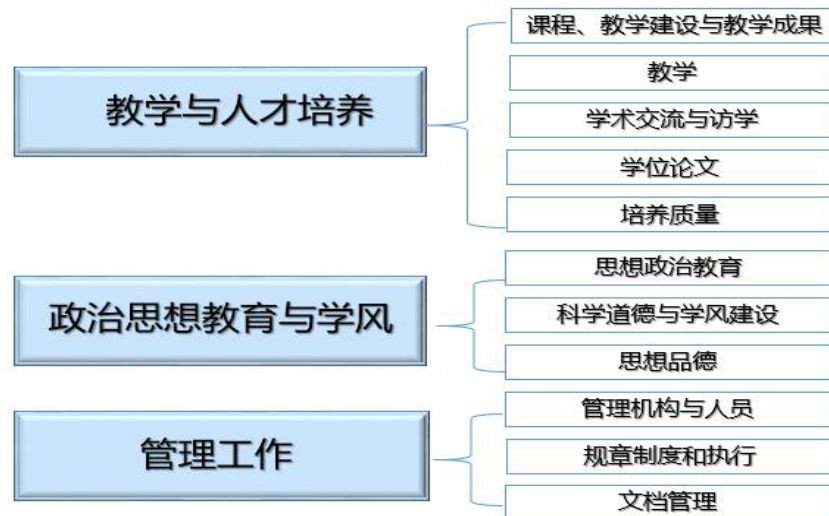 教学与人才培养
课程、教学建设与教学成果
教学
学术交流与访学
学位论文
培养质量
政治思想教育与学风
思想政治教育
科学道德与学风建设
思想品德
管理工作
管理机构与人员
规章制度和执行
文档管理